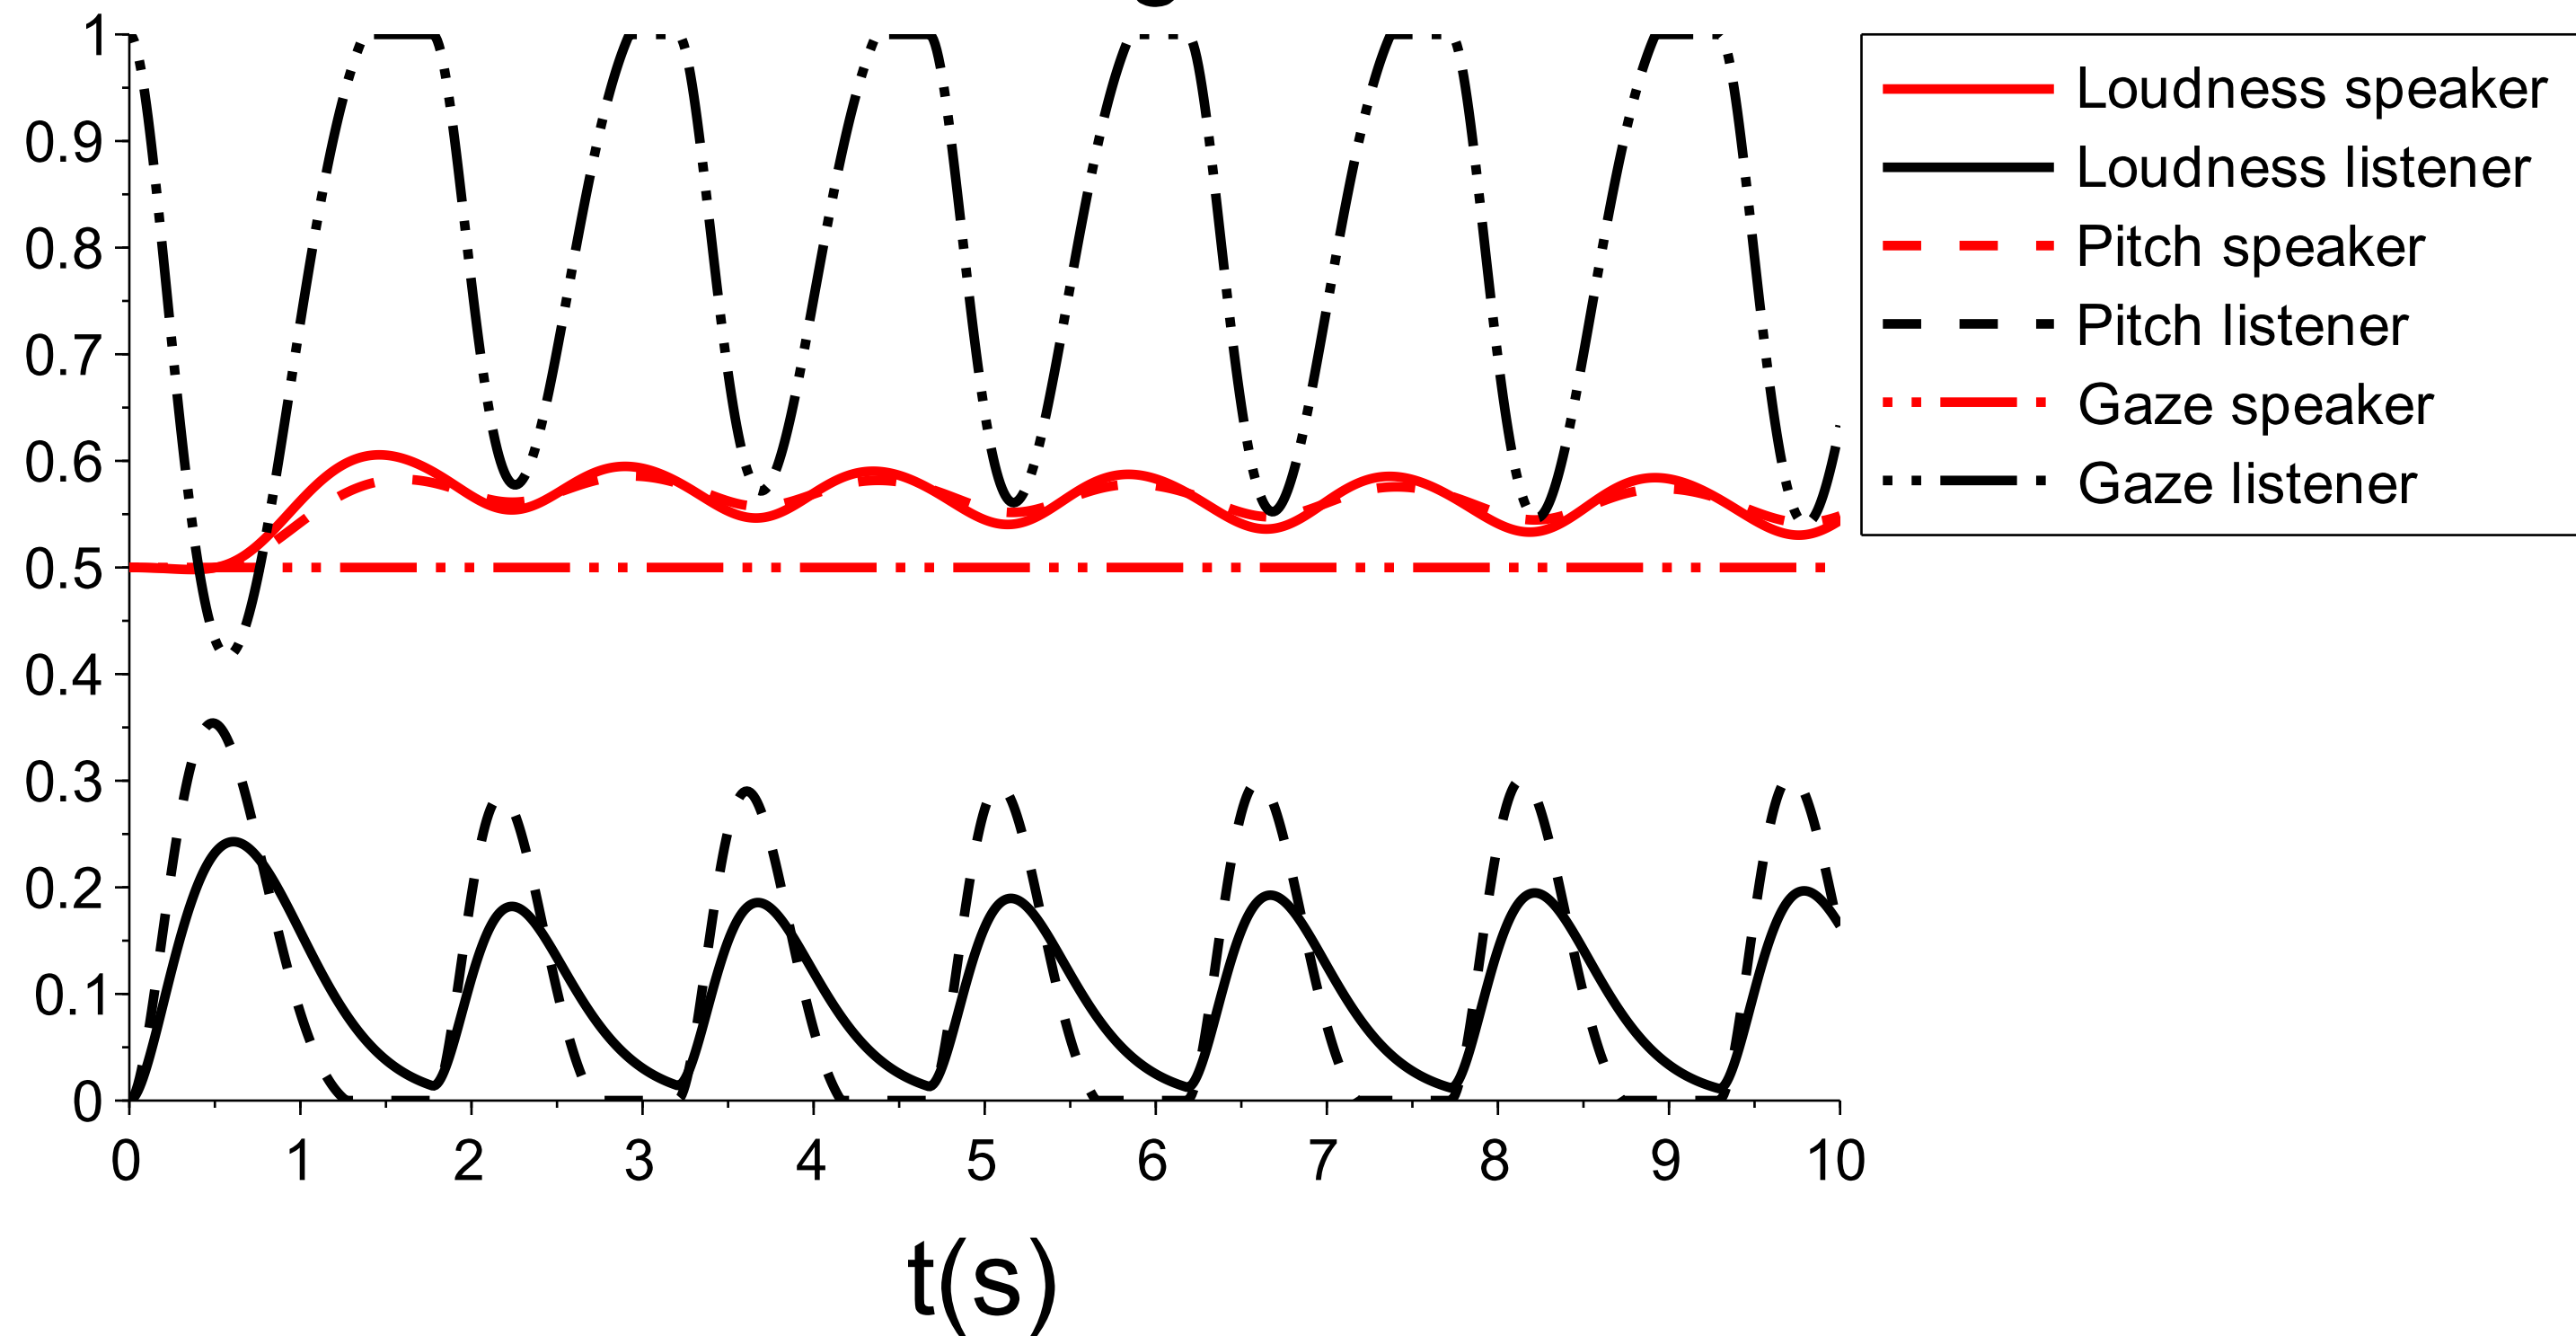 1
0.9
0.8
0.7
0.6
0.5
0.4
0.3
0.2
0.1
0
0 1 2 3 4 5 6 7 8 9 10
t(s)
Loudness speaker
Loudness listener
Pitch speaker
Pitch listener
Gaze speaker
Gaze listener